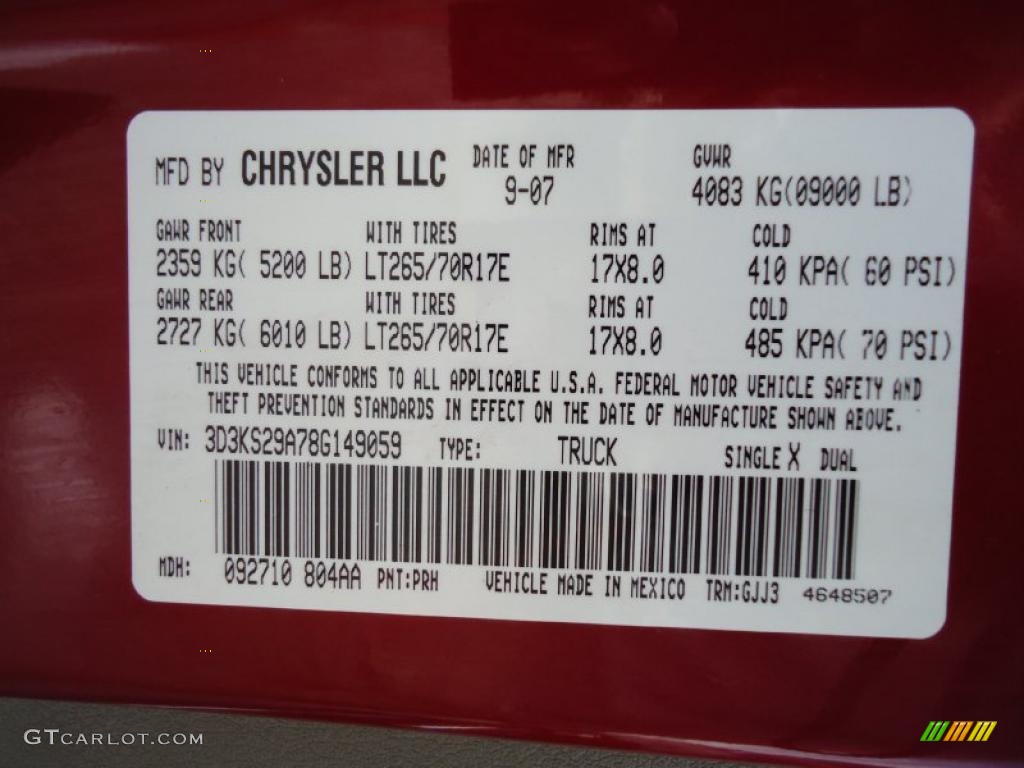 MFD BY CHRYSLER LLC DATE OF MFR GVWR
9-07 4083 KG(09000 LB)
GAWR FRONT WITH TIRES RIMS AT COLD
2359 KG( 5200 LB) LT265/70R17E 17X8.0 410 KPA( 60 PSI)
GAWR REAR WITH TIRES RIMS AT COLD
2727 KG( 6010 LB) LT265/70R17E 17X8.0 485 KPA( 70 PSI)
THIS VEHICLE CONFORMS TO ALL APPLICABLE U.S.A. FEDERAL MOTOR VEHICLE SAFETY AND
THEFT PREVENTION STANDARDS IN EFFECT ON THE DATE OF MANUFACTURE SHOWN ABOVE.
VIN: 3D3KS29A78G149059 TYPE: TRUCK SINGLE X DUAL
MDH: 092710 804AA PNT:PRH VEHICLE MADE IN MEXICO TRM:GJJ3 4648507
GTCARLOT.COM